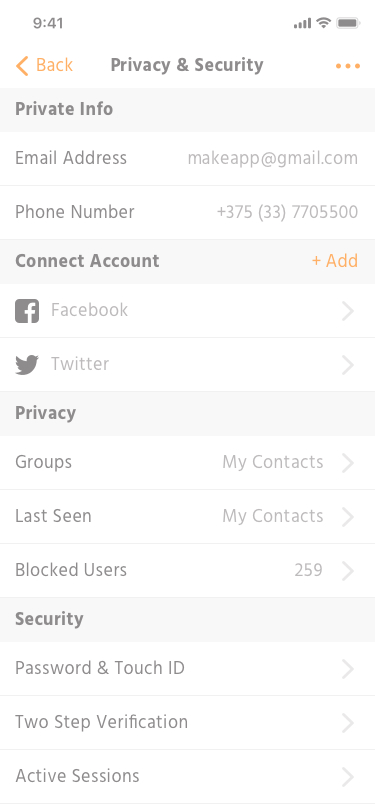 9:41
Back Privacy & Security
Private Info
Email Address makeapp@gmail.com
Phone Number +375 (33) 7705500
Connect Account + Add
Facebook
Twitter
Privacy
Groups My Contacts
Last Seen My Contacts
Blocked Users 259
Security
Password & Touch ID
Two Step Verification
Active Sessions